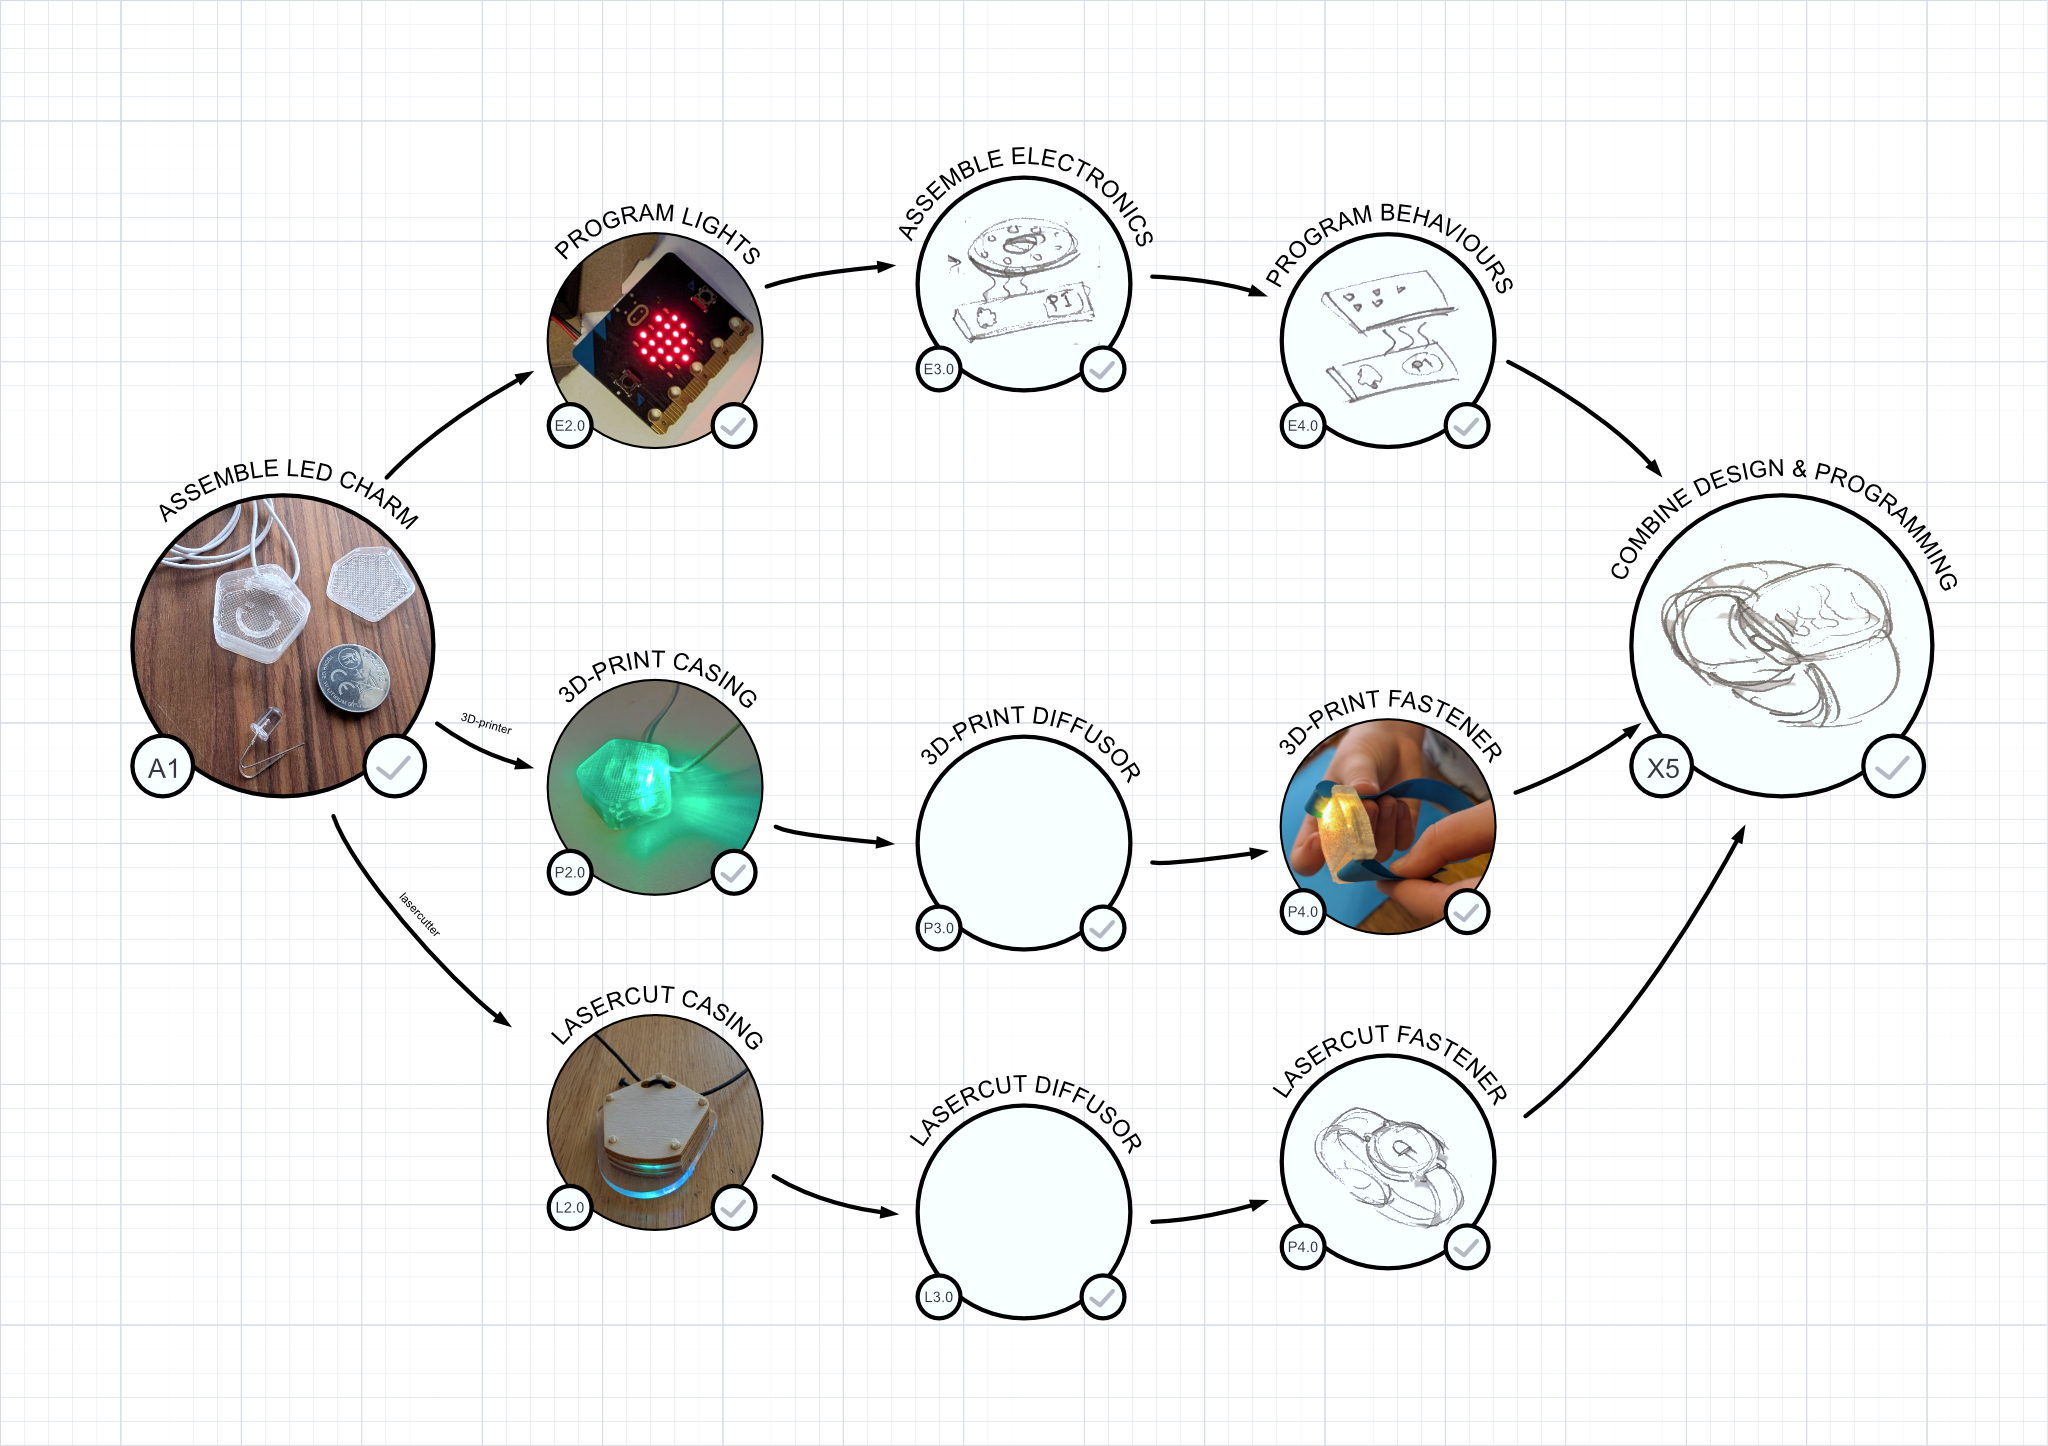 ASSEMBLE LED CHARM
A1
PROGRAM LIGHTS
E2.0
ASSEMBLE ELECTRONICS
PI
E3.0
PROGRAM BEHAVIOURS
PI
E4.0
3D-printer
3D-PRINT CASING
P2.0
3D-PRINT DIFFUSOR
P3.0
3D-PRINT FASTENER
P4.0
lasercutter
LASERCUT CASING
L2.0
LASERCUT DIFFUSOR
L3.0
LASERCUT FASTENER
P4.0
COMBINE DESIGN & PROGRAMMING
X5